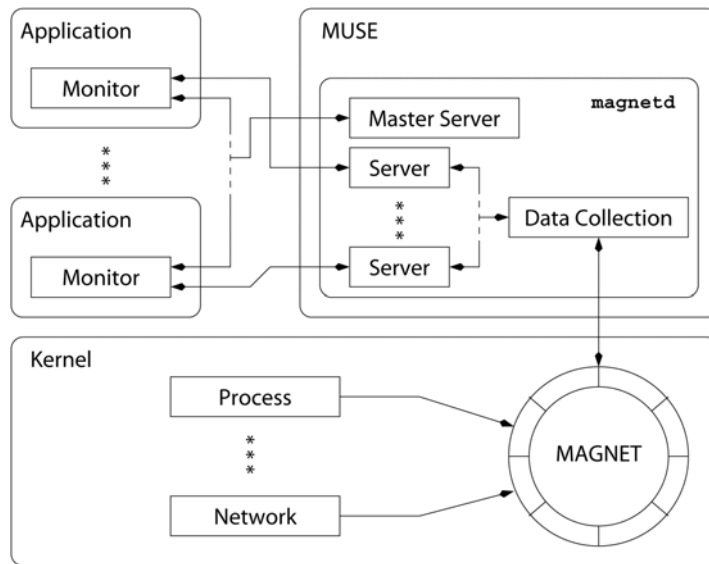 Application
MUSE
Monitor
magnetd
Master Server
***
Server
Application
***
Data Collection
Monitor
Server
Kernel
Process
***
MAGNET
Network